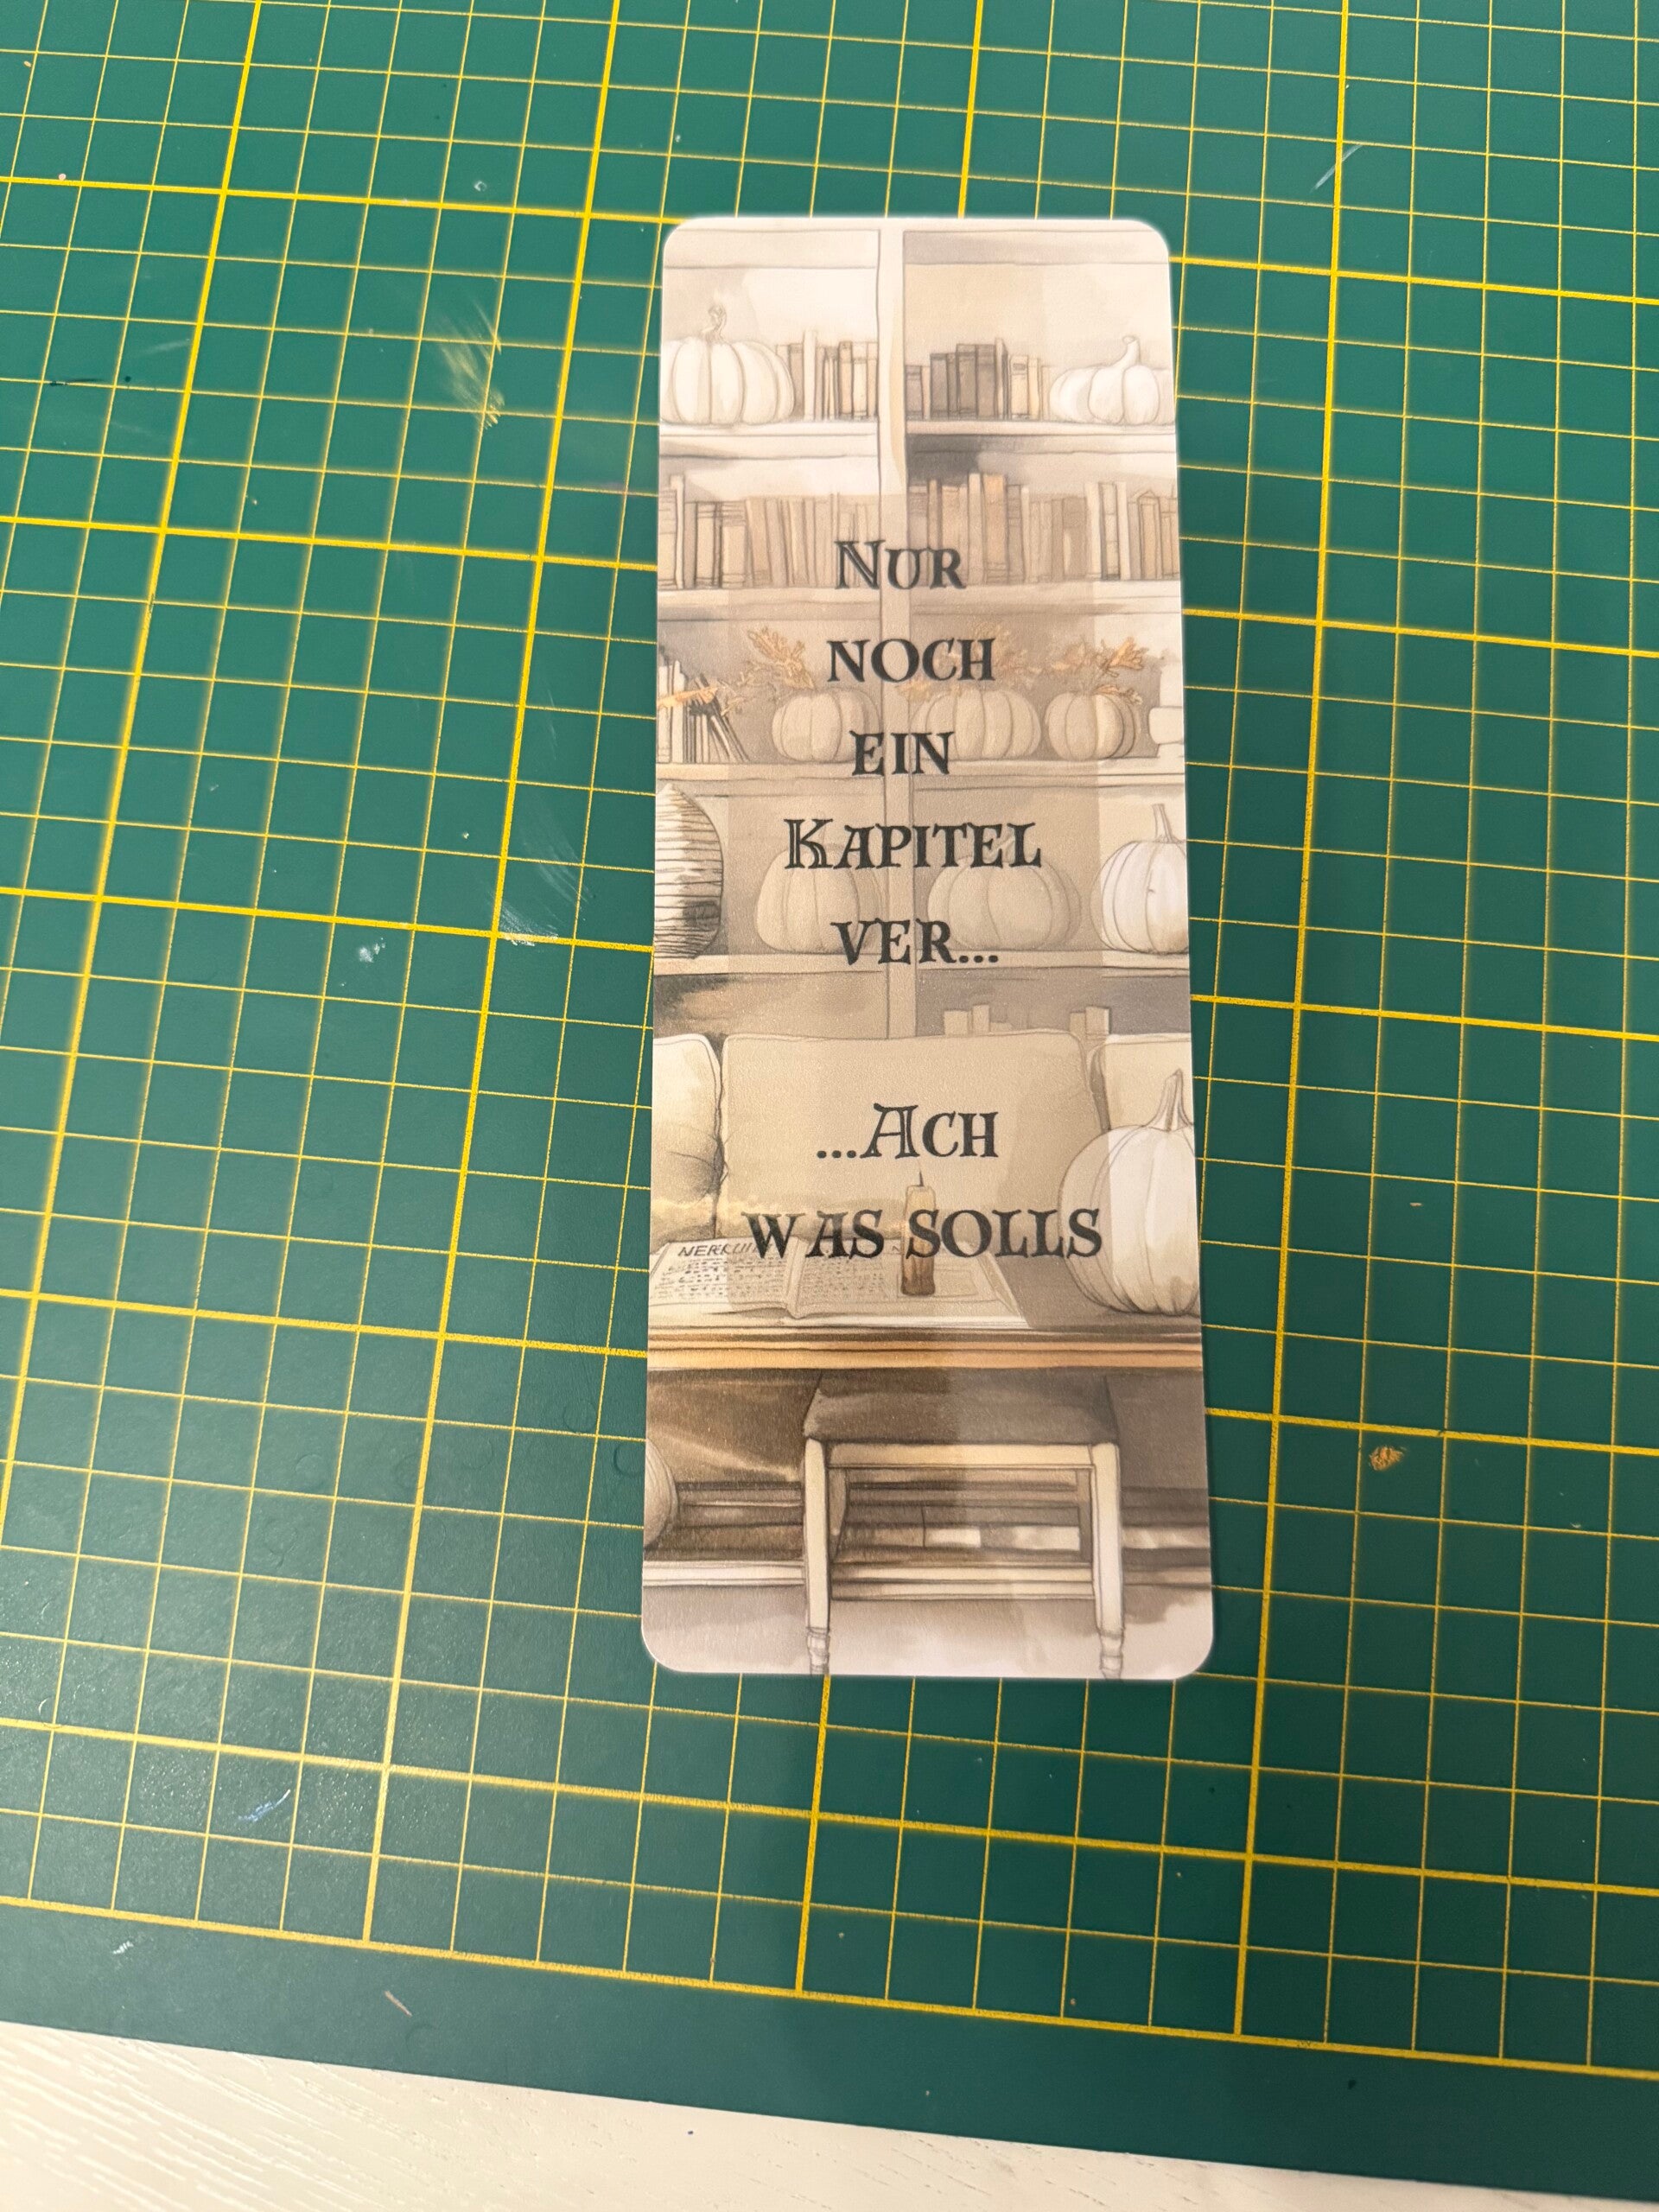 Nur
noch
ein
Kapitel
ver...
...Ach
was solls